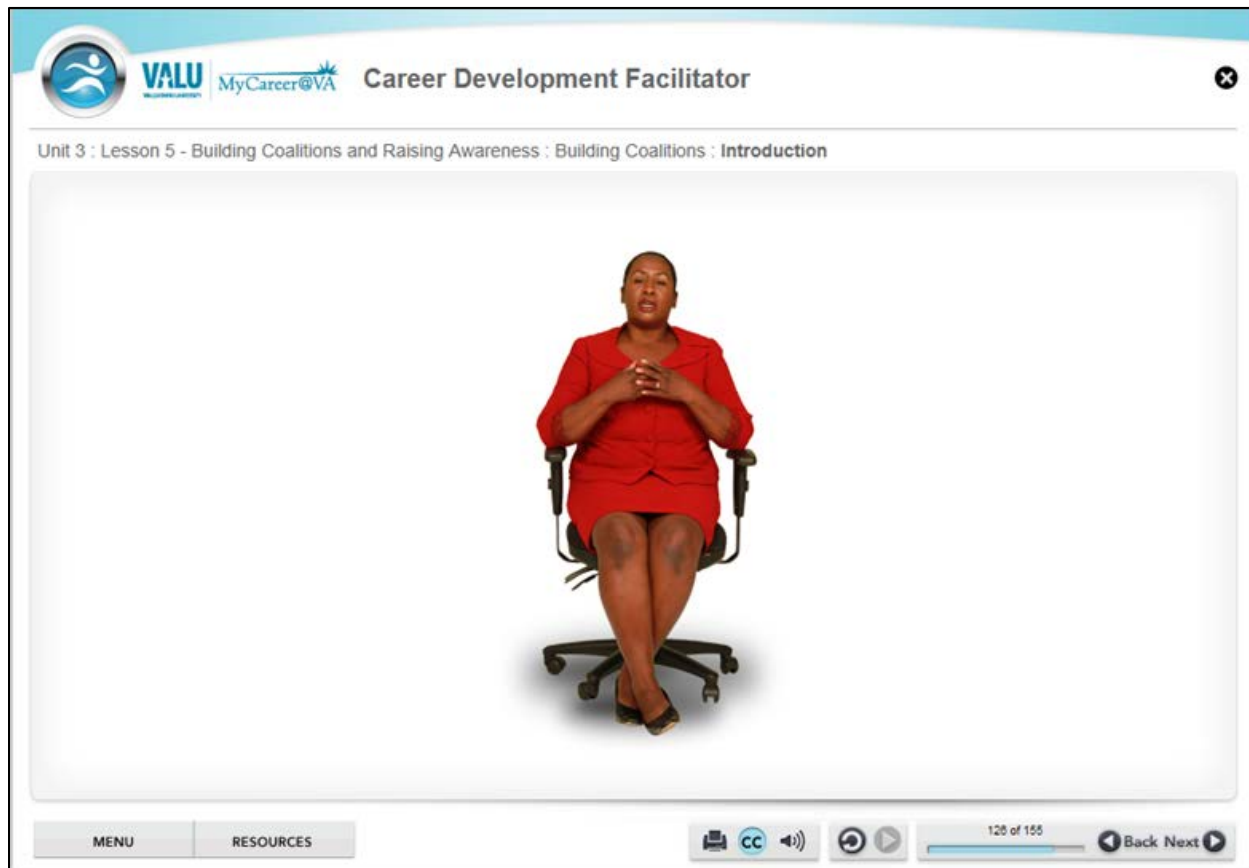 VALU
MyCareer@VA
Career Development Facilitator
Unit 3 : Lesson 5 - Building Coalitions and Raising Awareness : Building Coalitions : Introduction
MENU
RESOURCES
CC
126 of 155
Back Next